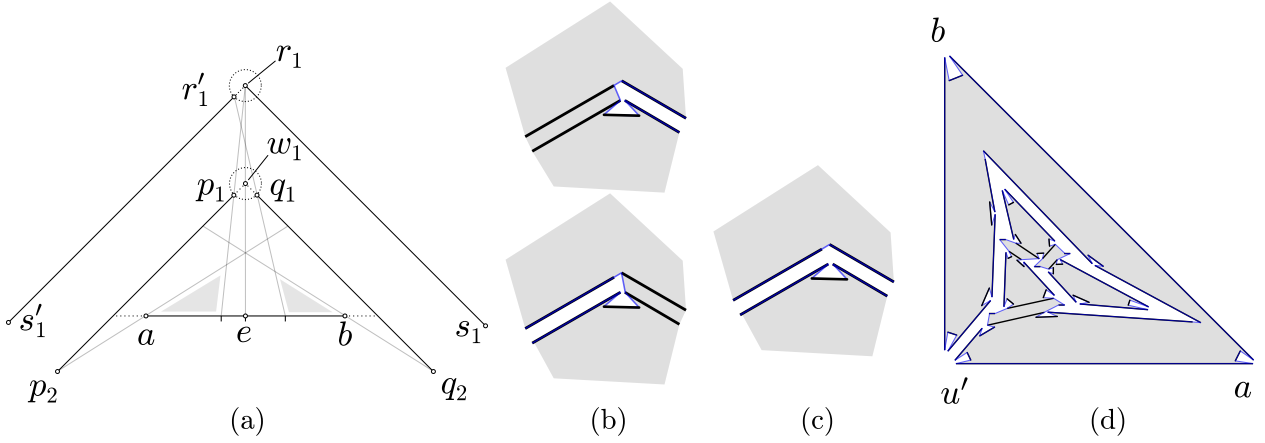 r₁
r′₁
w₁
p₁ q₁
s′₁ a e b s₁
p₂ q₂
(a)
(b)
(c)
b
u′ a
(d)